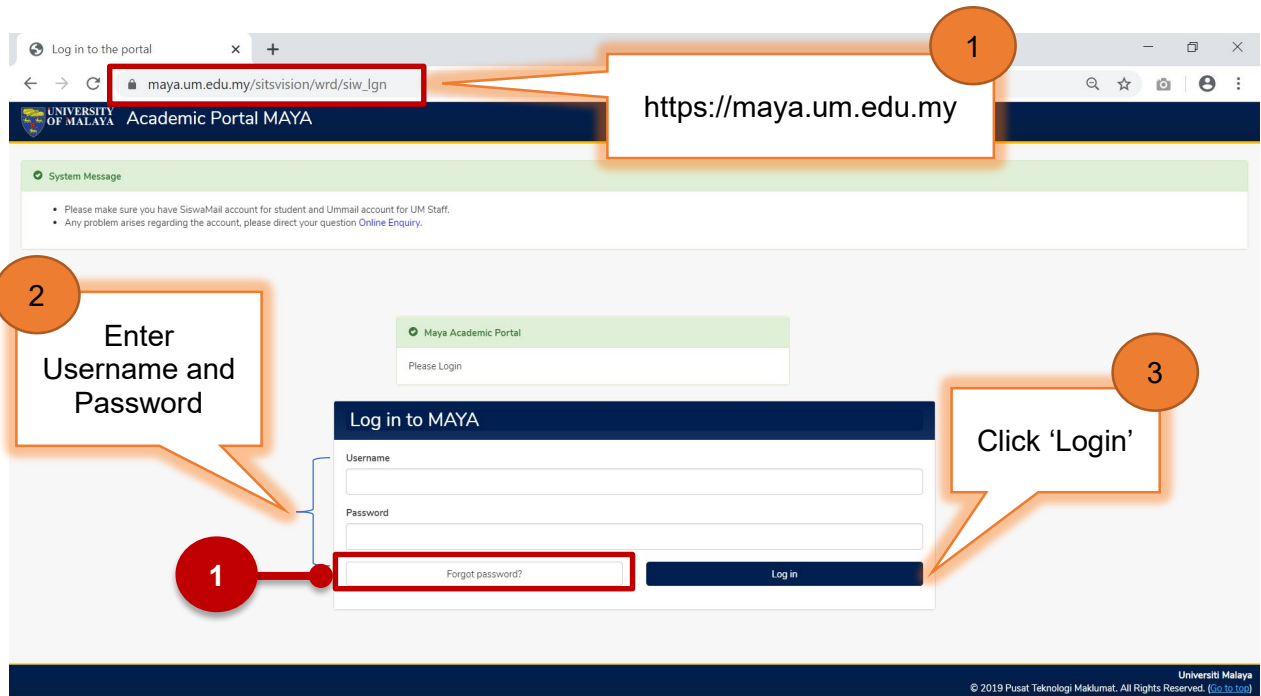 1
Log in to the portal
maya.um.edu.my/sitsvision/wrd/siw_lgn
https://maya.um.edu.my
UNIVERSITY
OF MALAYA
Academic Portal MAYA
System Message
Please make sure you have SiswaMail account for student and Ummail account for UM Staff.
Any problem arises regarding the account, please direct your question Online Enquiry.
2
Enter
Username and
Password
Maya Academic Portal
Please Login
3
Click ‘Login’
Log in to MAYA
Username
Password
1
Forgot password?
Log in
Universiti Malaya
© 2019 Pusat Teknologi Maklumat. All Rights Reserved. (Go to top)